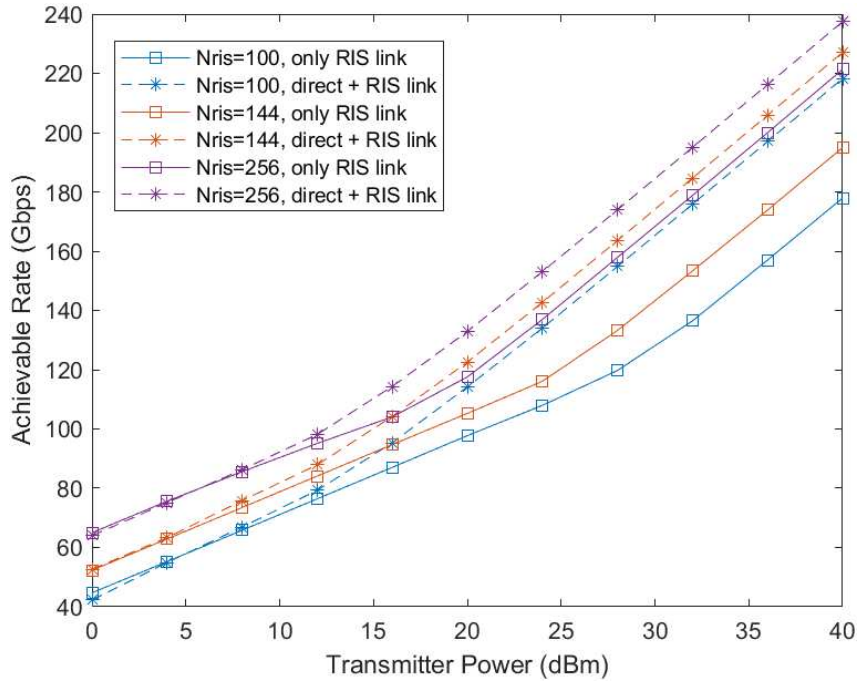 240
220
200
180
160
140
120
100
80
60
40
Achievable Rate (Gbps)
Nris=100, only RIS link
Nris=100, direct + RIS link
Nris=144, only RIS link
Nris=144, direct + RIS link
Nris=256, only RIS link
Nris=256, direct + RIS link
0 5 10 15 20 25 30 35 40
Transmitter Power (dBm)